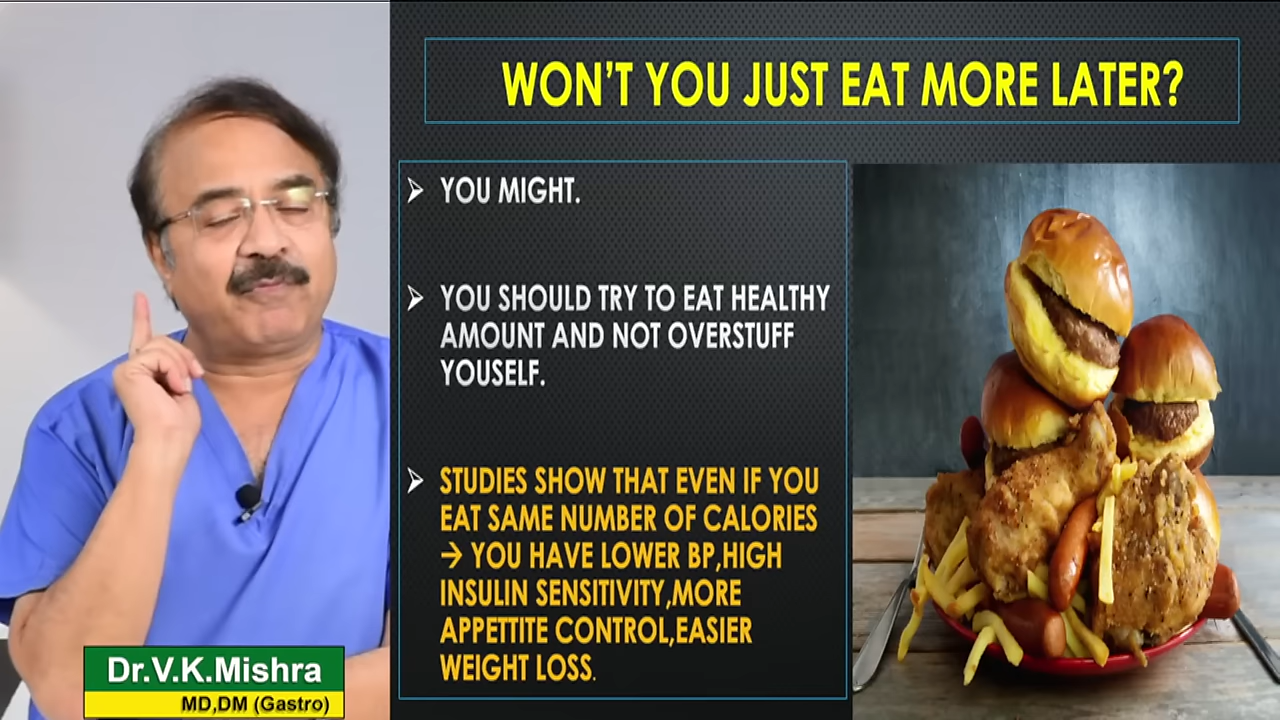 WON'T YOU JUST EAT MORE LATER?
YOU MIGHT.
YOU SHOULD TRY TO EAT HEALTHY
AMOUNT AND NOT OVERSTUFF
YOUSELF.
STUDIES SHOW THAT EVEN IF YOU
EAT SAME NUMBER OF CALORIES
→ YOU HAVE LOWER BP,HIGH
INSULIN SENSITIVITY,MORE
APPETTITE CONTROL,EASIER
WEIGHT LOSS.
Dr.V.K.Mishra
MD,DM (Gastro)